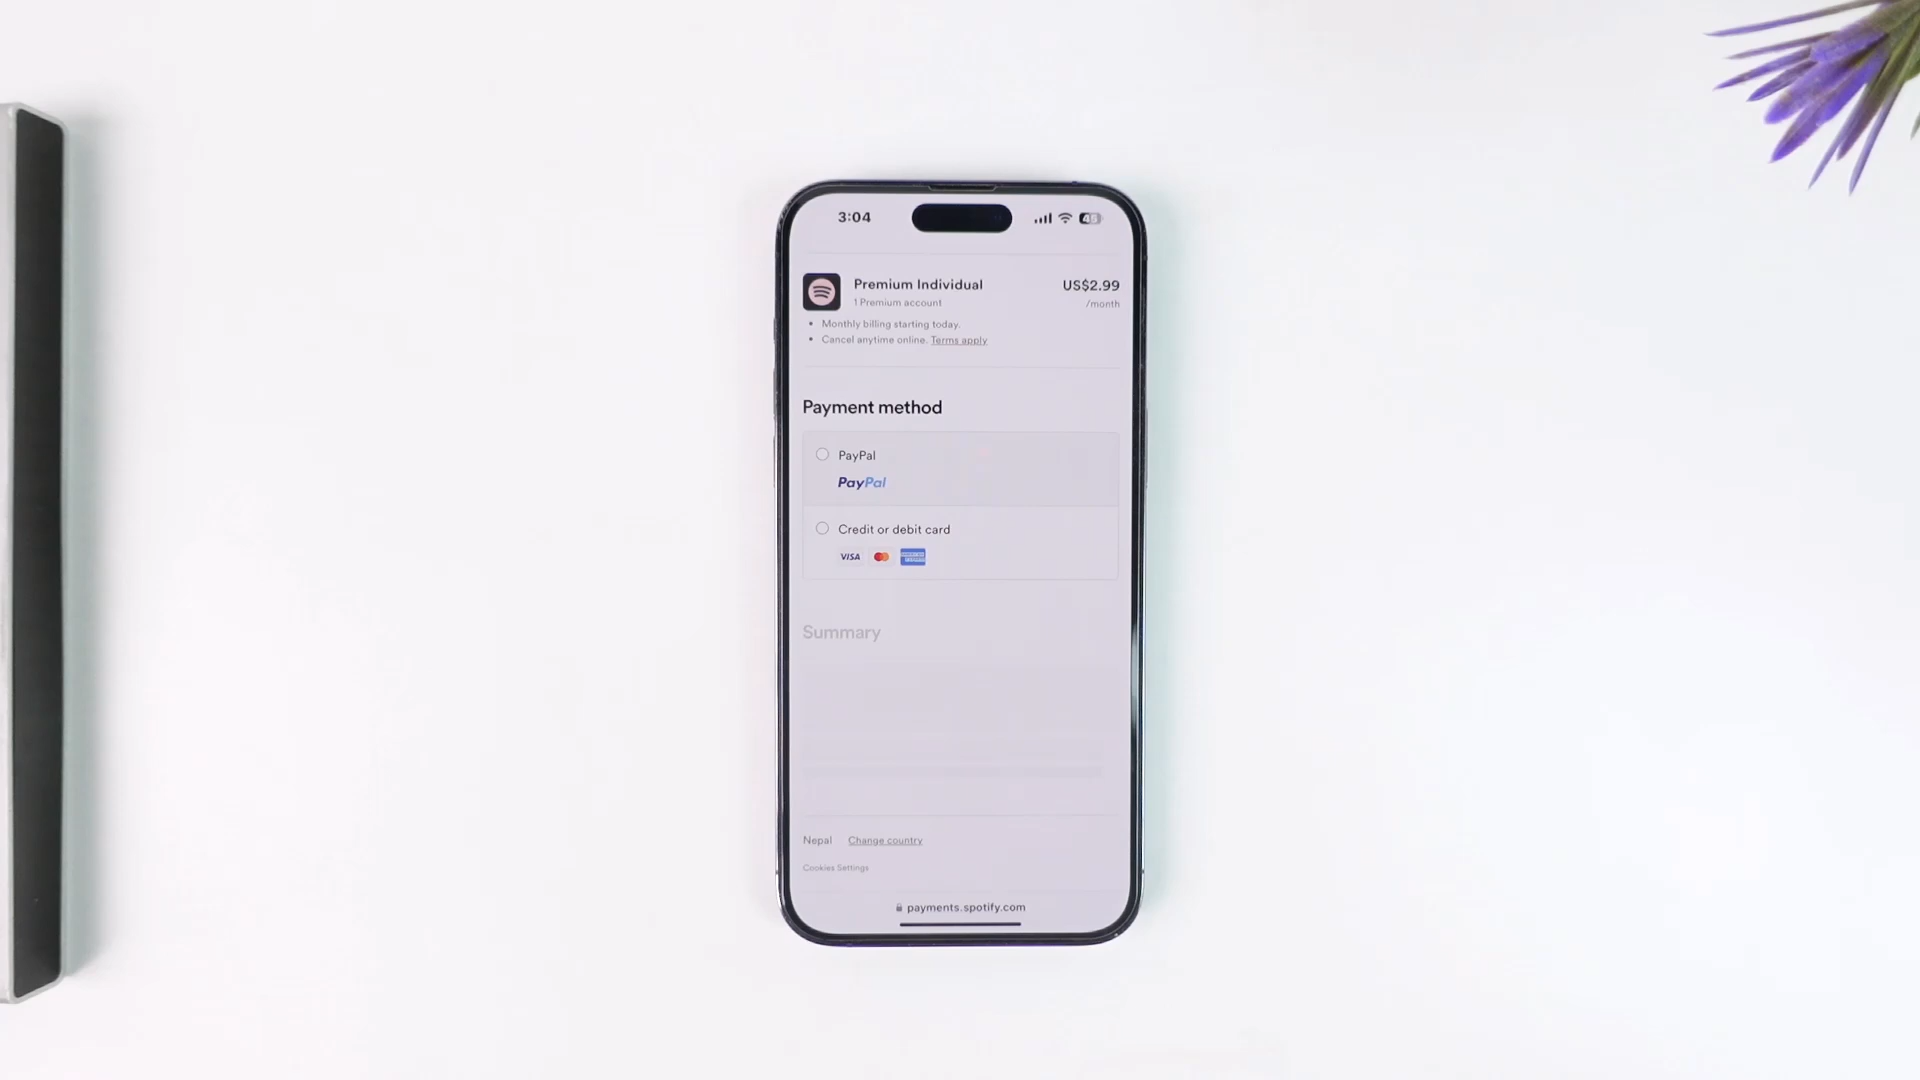 3:04
45
Premium Individual
US$2.99
1 Premium account
/month
Monthly billing starting today.
Cancel anytime online. Terms apply
Payment method
PayPal
PayPal
Credit or debit card
VISA
Summary
Nepal Change country
Cookies Settings
payments.spotify.com